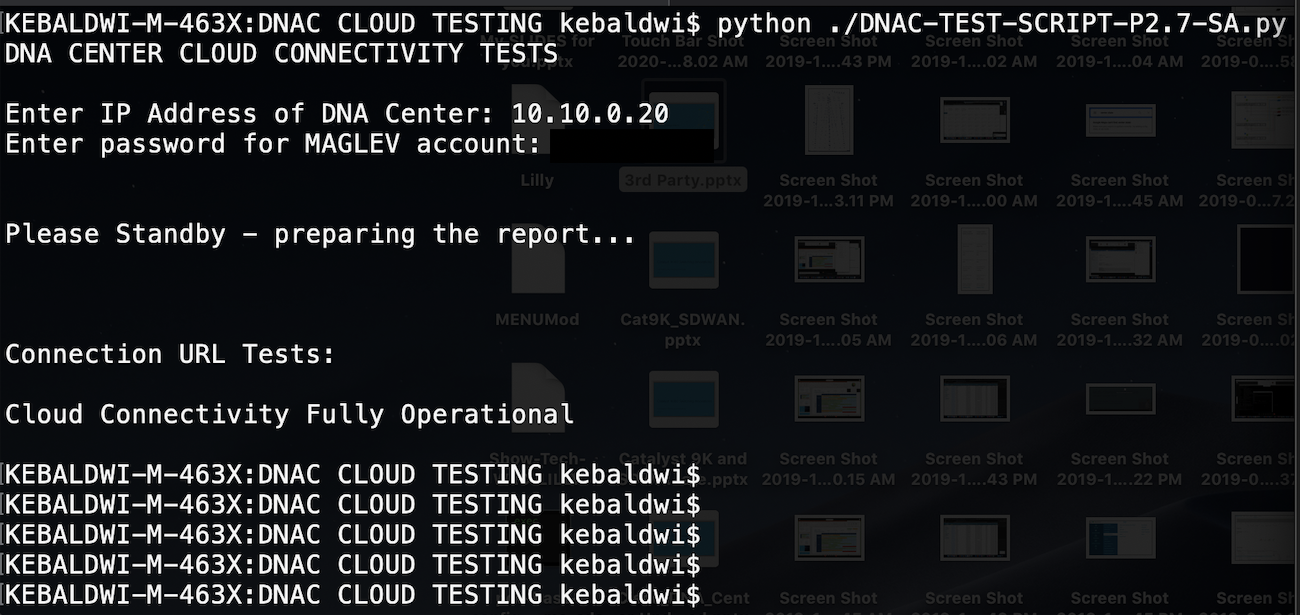 KEBALDWI-M-463X:DNAC CLOUD TESTING kebaldwi$ python ./DNAC-TEST-SCRIPT-P2.7-SA.py
DNA CENTER CLOUD CONNECTIVITY TESTS
Enter IP Address of DNA Center: 10.10.0.20
Enter password for MAGLEV account:
Please Standby – preparing the report...
Connection URL Tests:
Cloud Connectivity Fully Operational
KEBALDWI-M-463X:DNAC CLOUD TESTING kebaldwi$
KEBALDWI-M-463X:DNAC CLOUD TESTING kebaldwi$
KEBALDWI-M-463X:DNAC CLOUD TESTING kebaldwi$
KEBALDWI-M-463X:DNAC CLOUD TESTING kebaldwi$
KEBALDWI-M-463X:DNAC CLOUD TESTING kebaldwi$
Touch Bar Shot
2020-...8.02 AM
Screen Shot
2019-1....43 PM
Screen Shot
2019-1....02 AM
Screen Shot
2019-1....04 AM
Lilly
3rd Party.pptx
Screen Shot
2019-1...3.11 PM
Screen Shot
2019-1....00 AM
Screen Shot
2019-1....45 AM
MENUMod
Cat9K_SDWAN.
pptx
Screen Shot
2019-1....05 AM
Screen Shot
2019-1....06 AM
Screen Shot
2019-1....32 AM
Show-Tech-
Catalyst 9K and
Screen Shot
2019-1...0.15 AM
Screen Shot
2019-1....43 PM
Screen Shot
2019-1....22 PM
Screen Shot
Screen Shot
Screen Shot